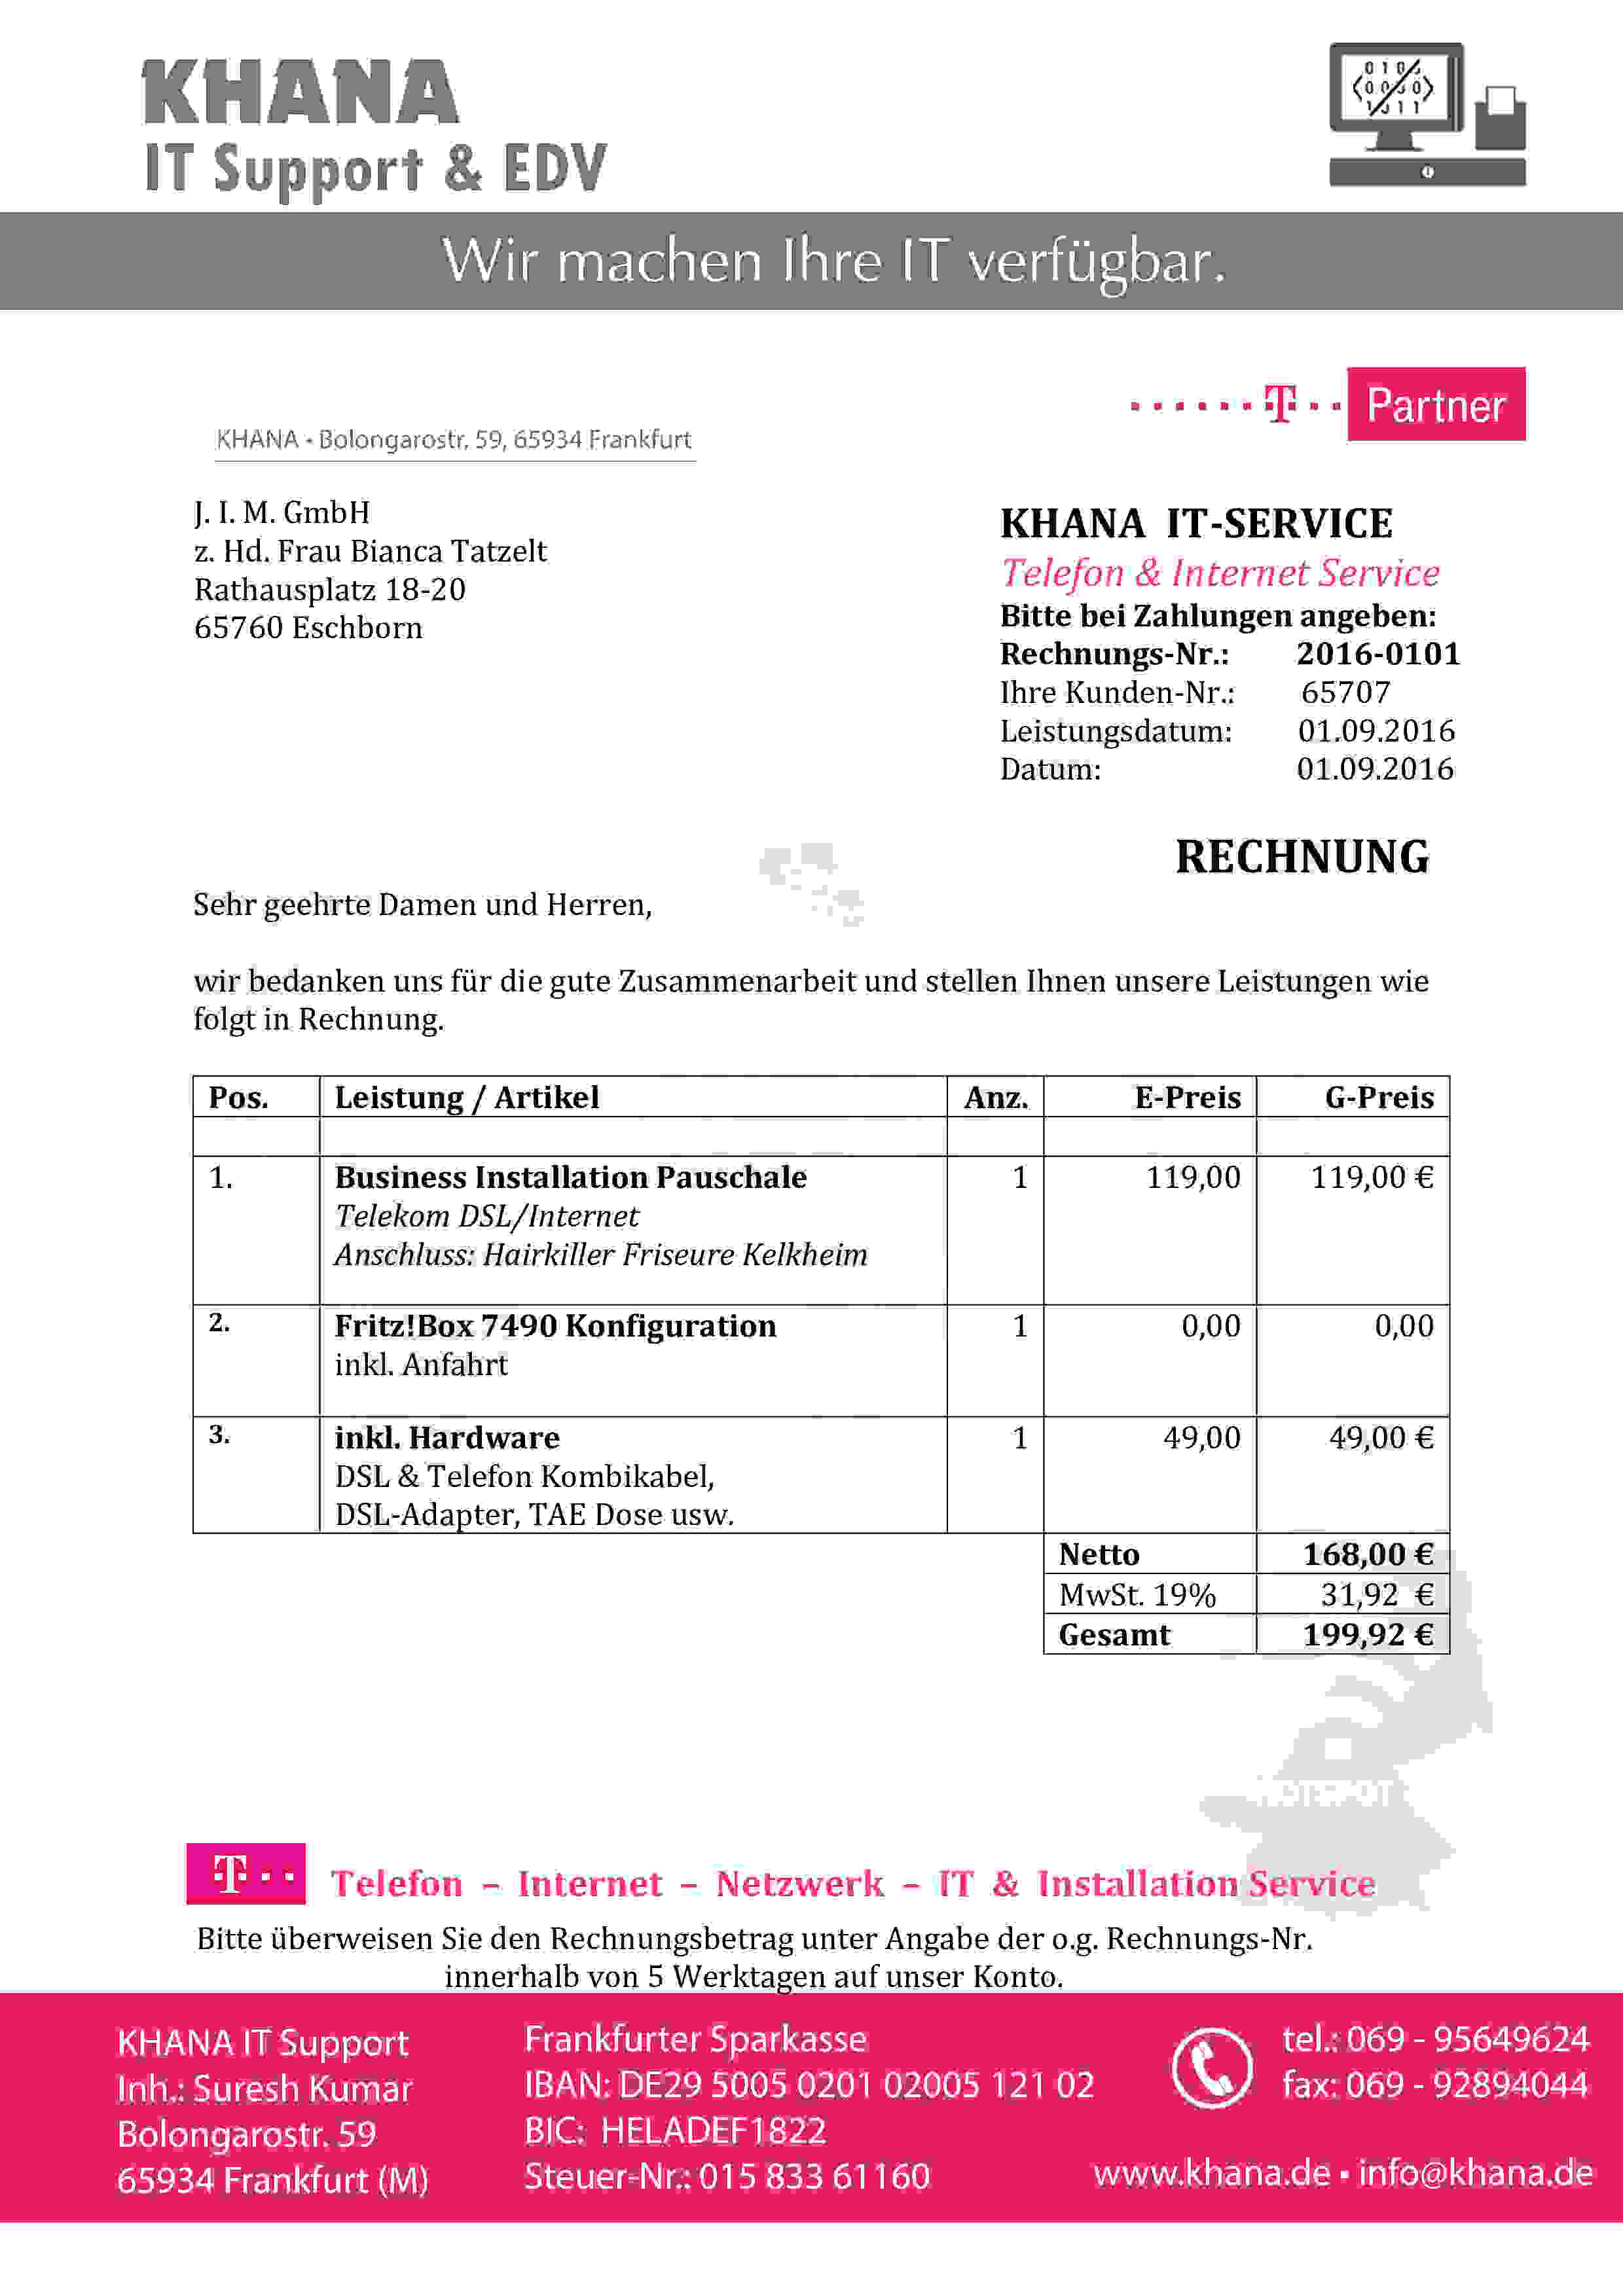 KHANA
IT Support & EDV
Wir machen Ihre IT verfügbar.
T Partner
KHANA • Bolongarostr. 59, 65934 Frankfurt
J. I. M. GmbH
z. Hd. Frau Bianca Tatzelt
Rathausplatz 18-20
65760 Eschborn
KHANA IT-SERVICE
Telefon & Internet Service
Bitte bei Zahlungen angeben:
Rechnungs-Nr.: 2016-0101
Ihre Kunden-Nr.: 65707
Leistungsdatum: 01.09.2016
Datum: 01.09.2016
RECHNUNG
Sehr geehrte Damen und Herren,
wir bedanken uns für die gute Zusammenarbeit und stellen Ihnen unsere Leistungen wie
folgt in Rechnung.
Pos. Leistung / Artikel Anz. E-Preis G-Preis
1. Business Installation Pauschale 1 119,00 119,00 €
Telekom DSL/Internet
Anschluss: Hairkiller Friseure Kelkheim
2. Fritz!Box 7490 Konfiguration 1 0,00 0,00
inkl. Anfahrt
3. inkl. Hardware 1 49,00 49,00 €
DSL & Telefon Kombikabel,
DSL-Adapter, TAE Dose usw.
Netto 168,00 €
MwSt. 19% 31,92 €
Gesamt 199,92 €
T Telefon – Internet – Netzwerk – IT & Installation Service
Bitte überweisen Sie den Rechnungsbetrag unter Angabe der o.g. Rechnungs-Nr.
innerhalb von 5 Werktagen auf unser Konto.
KHANA IT Support
Inh.: Suresh Kumar
Bolongarostr. 59
65934 Frankfurt (M)
Frankfurter Sparkasse
IBAN: DE29 5005 0201 02005 121 02
BIC: HELADEF1822
Steuer-Nr.: 015 833 61160
tel.: 069 - 95649624
fax: 069 - 92894044
www.khana.de ▪ info@khana.de